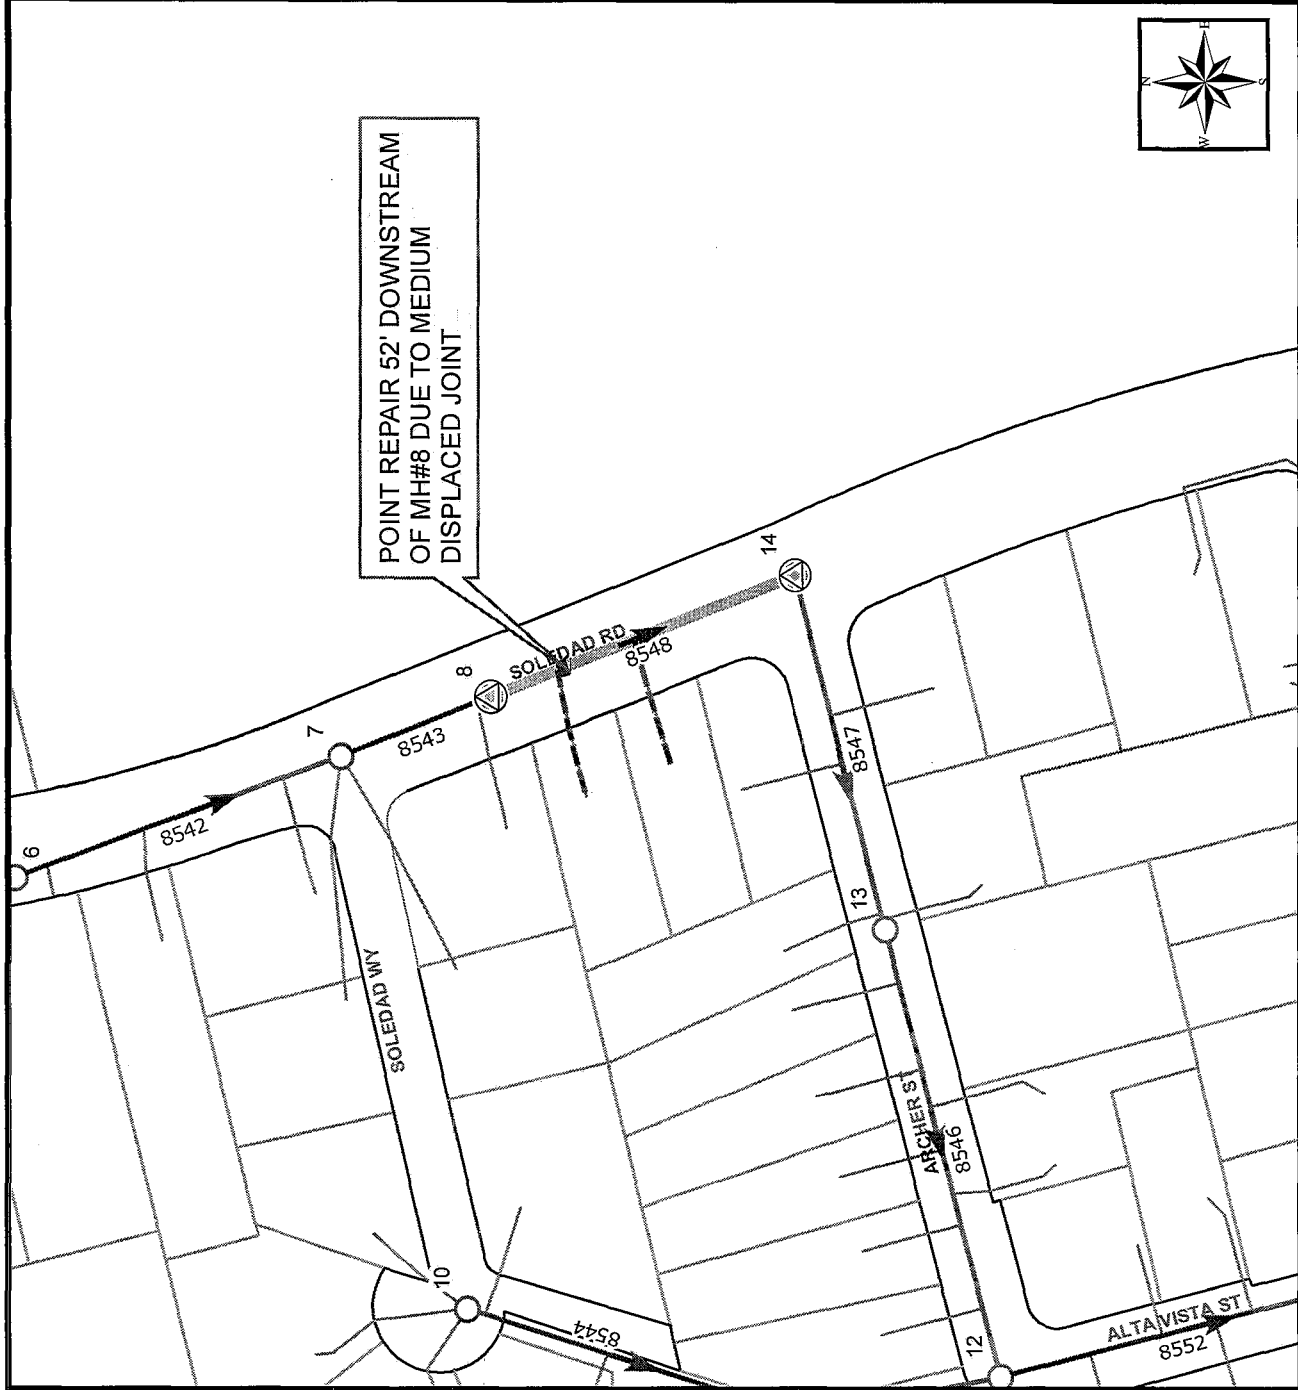 POINT REPAIR 52' DOWNSTREAM
OF MH#8 DUE TO MEDIUM
DISPLACED JOINT
N
E
W
S
6
8542
7
8543
8
SOLEDAD RD
8548
14
SOLEDAD WY
8547
13
10
8544
ARCHER ST
8546
12
ALTA VISTA ST
8552